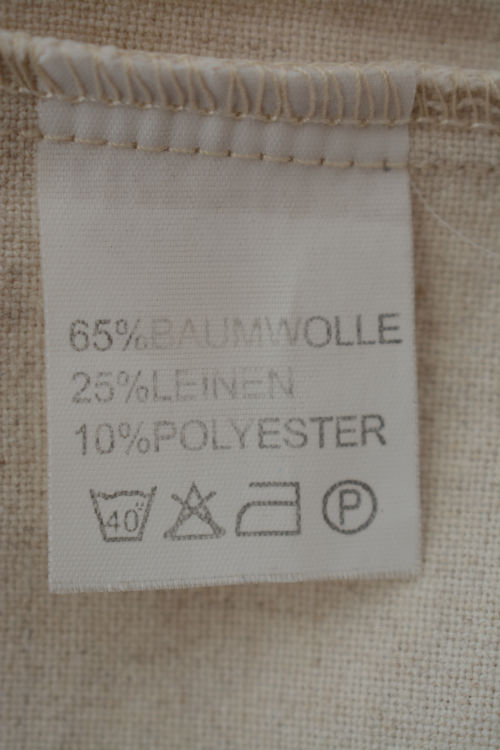 65%BAUMWOLLE
25%LEINEN
10%POLYESTER
40° P